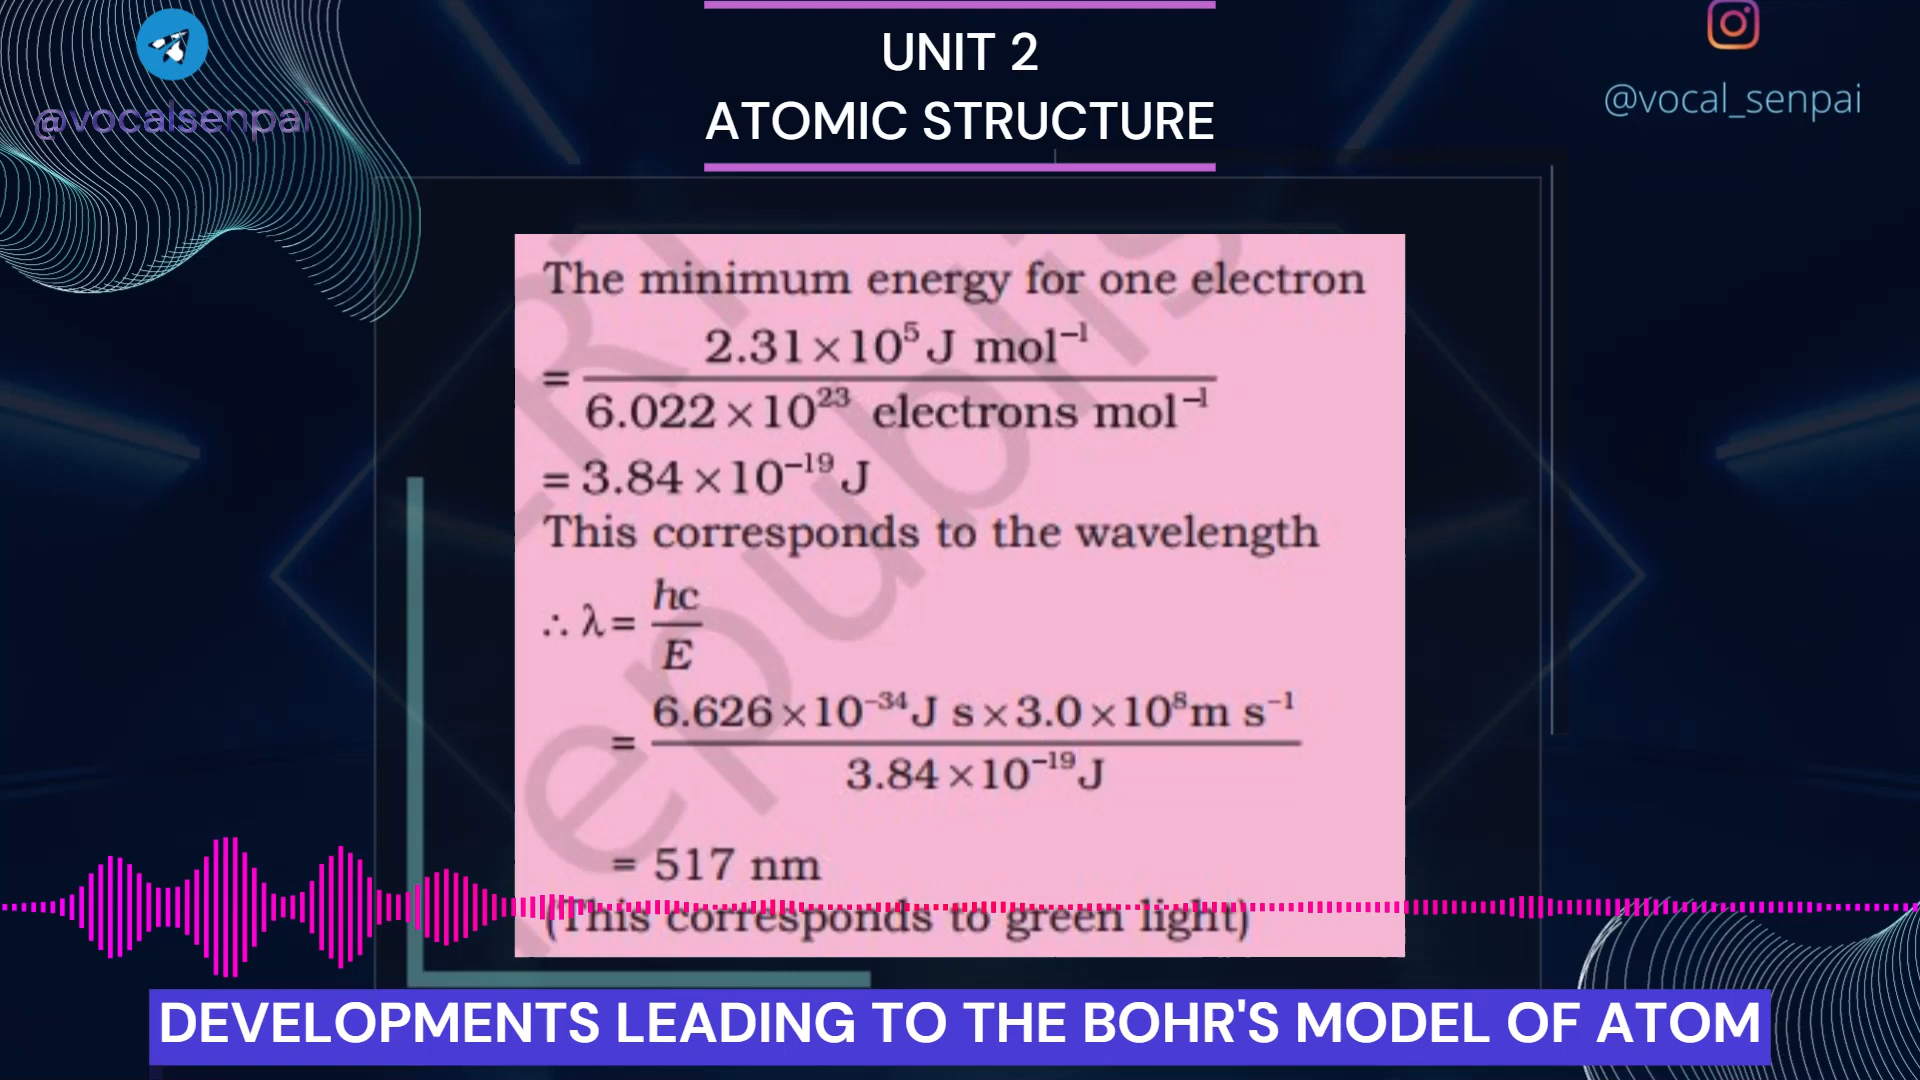 UNIT 2
ATOMIC STRUCTURE
@vocalsenpai
@vocal_senpai
The minimum energy for one electron
= 2.31×10⁵ J mol⁻¹ / 6.022×10²³ electrons mol⁻¹
= 3.84×10⁻¹⁹ J
This corresponds to the wavelength
∴ λ = hc / E
= 6.626×10⁻³⁴ J s×3.0×10⁸ m s⁻¹ / 3.84×10⁻¹⁹ J
= 517 nm
(This corresponds to green light)
DEVELOPMENTS LEADING TO THE BOHR'S MODEL OF ATOM